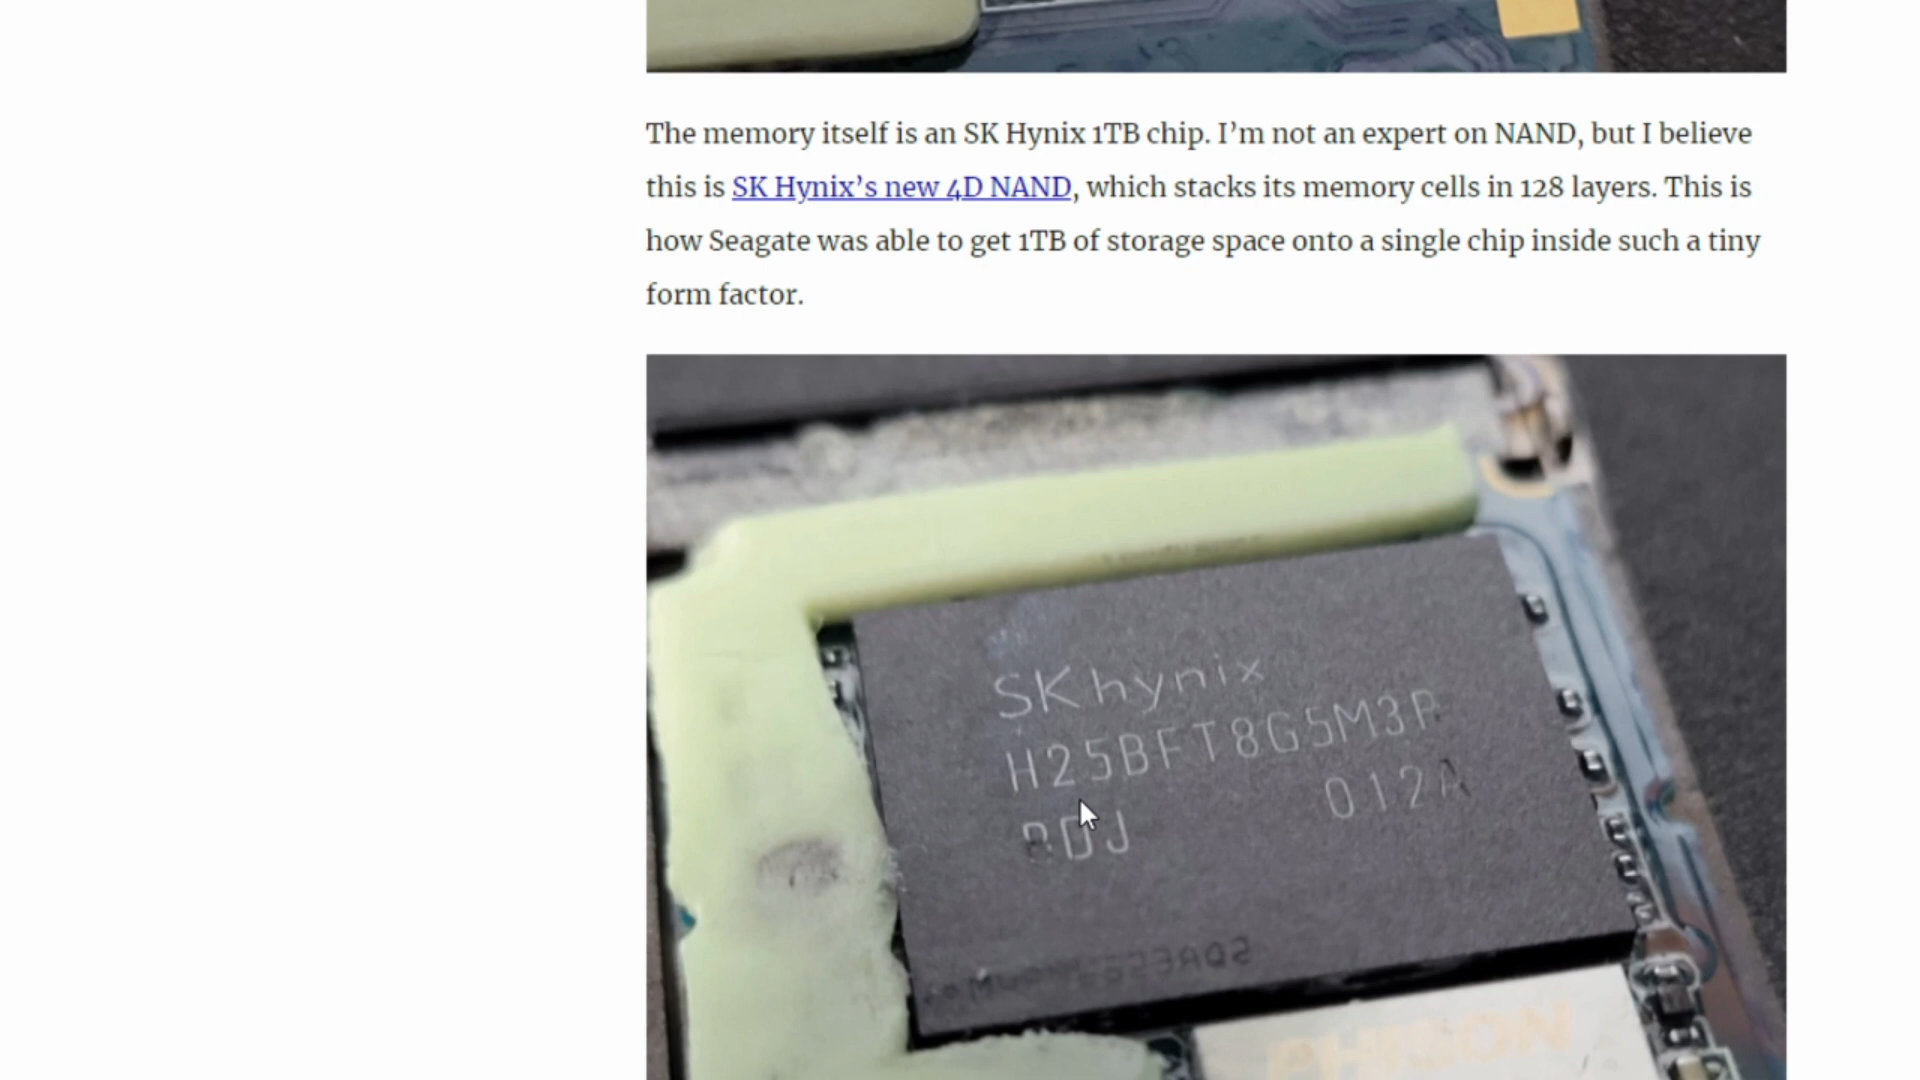 The memory itself is an SK Hynix 1TB chip. I’m not an expert on NAND, but I believe
this is SK Hynix’s new 4D NAND, which stacks its memory cells in 128 layers. This is
how Seagate was able to get 1TB of storage space onto a single chip inside such a tiny
form factor.
SK hynix
H25BFT8G5M3R
012A
PHISON